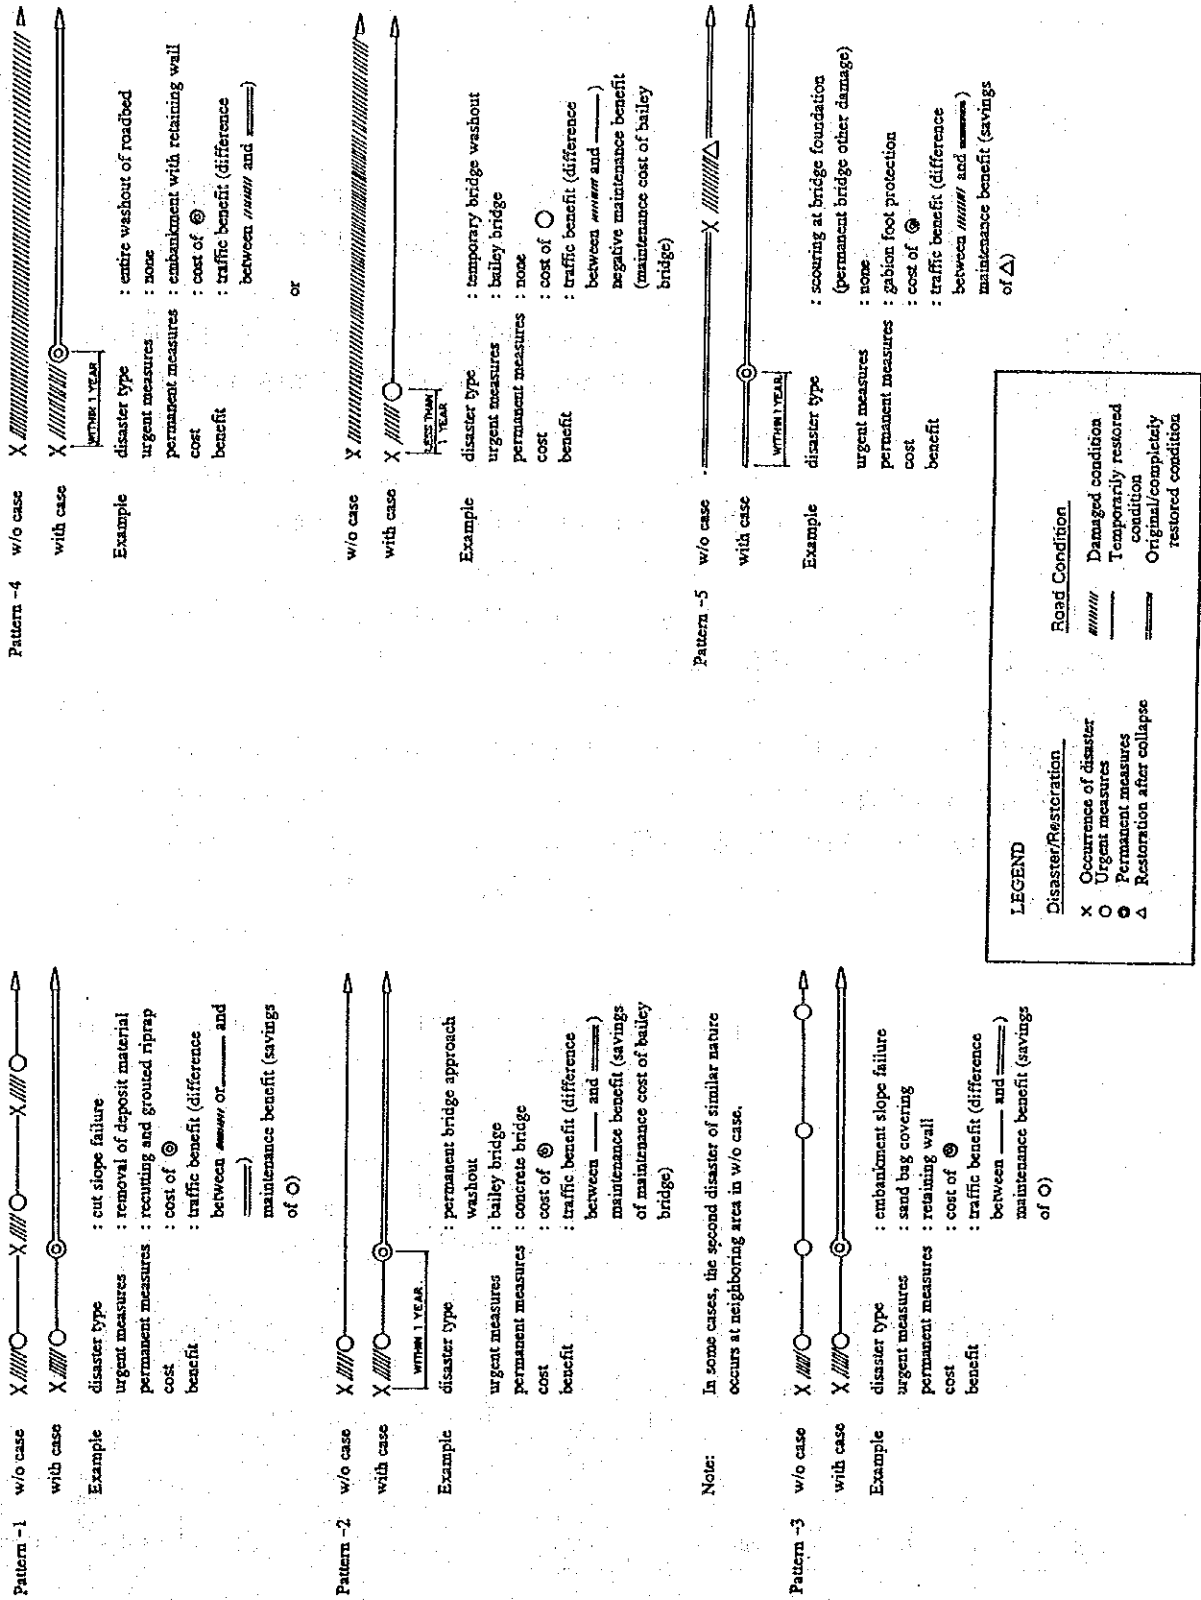 Pattern -1
w/o case
with case
Example
disaster type : cut slope failure
urgent measures : removal of deposit material
permanent measures : recutting and grouted riprap
cost : cost of ◎
benefit : traffic benefit (difference
between or and
)
maintenance benefit (savings
of ○)
Pattern -2
w/o case
with case
WITHIN 1 YEAR
Example
disaster type : permanent bridge approach
washout
urgent measures : bailey bridge
permanent measures : concrete bridge
cost : cost of ◎
benefit : traffic benefit (difference
between and )
maintenance benefit (savings
of maintenance cost of bailey
bridge)
Note: In some cases, the second disaster of similar nature
occurs at neighboring area in w/o case.
Pattern -3
w/o case
with case
Example
disaster type : embankment slope failure
urgent measures : sand bag covering
permanent measures : retaining wall
cost : cost of ◎
benefit : traffic benefit (difference
between and )
maintenance benefit (savings
of ○)
Pattern -4
w/o case
with case
WITHIN 1 YEAR
Example
disaster type : entire washout of roadbed
urgent measures : none
permanent measures : embankment with retaining wall
cost : cost of ◎
benefit : traffic benefit (difference
between and )
or
w/o case
with case
LESS THAN
1 YEAR
Example
disaster type : temporary bridge washout
urgent measures : bailey bridge
permanent measures : none
cost : cost of ○
benefit : traffic benefit (difference
between and )
negative maintenance benefit
(maintenance cost of bailey
bridge)
Pattern -5
w/o case
with case
WITHIN 1 YEAR
Example
disaster type : scouring at bridge foundation
(permanent bridge other damage)
urgent measures : none
permanent measures : gabion foot protection
cost : cost of ◎
benefit : traffic benefit (difference
between and )
maintenance benefit (savings
of △)
LEGEND
Disaster/Restoration
× Occurrence of disaster
○ Urgent measures
◎ Permanent measures
△ Restoration after collapse
Road Condition
Damaged condition
Temporarily restored
condition
Original/completely
restored condition